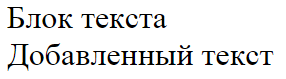 Блок текста
Добавленный текст